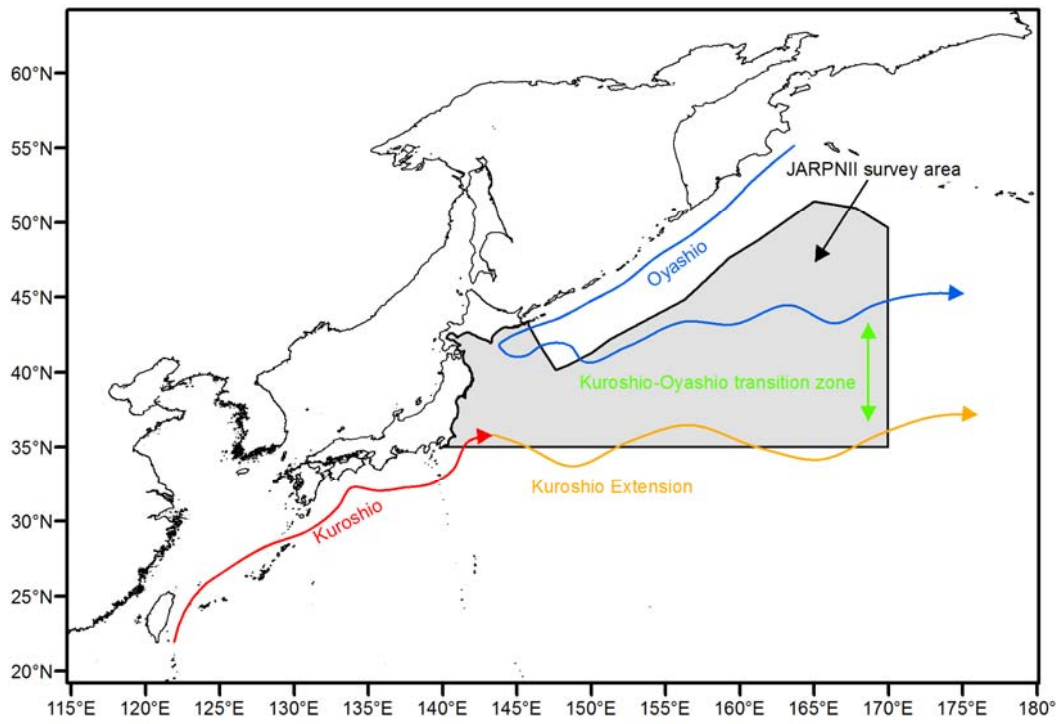 60°N
55°N
50°N
45°N
40°N
35°N
30°N
25°N
20°N
JARPNII survey area
Oyashio
Kuroshio-Oyashio transition zone
Kuroshio Extension
Kuroshio
115°E 120°E 125°E 130°E 135°E 140°E 145°E 150°E 155°E 160°E 165°E 170°E 175°E 180°